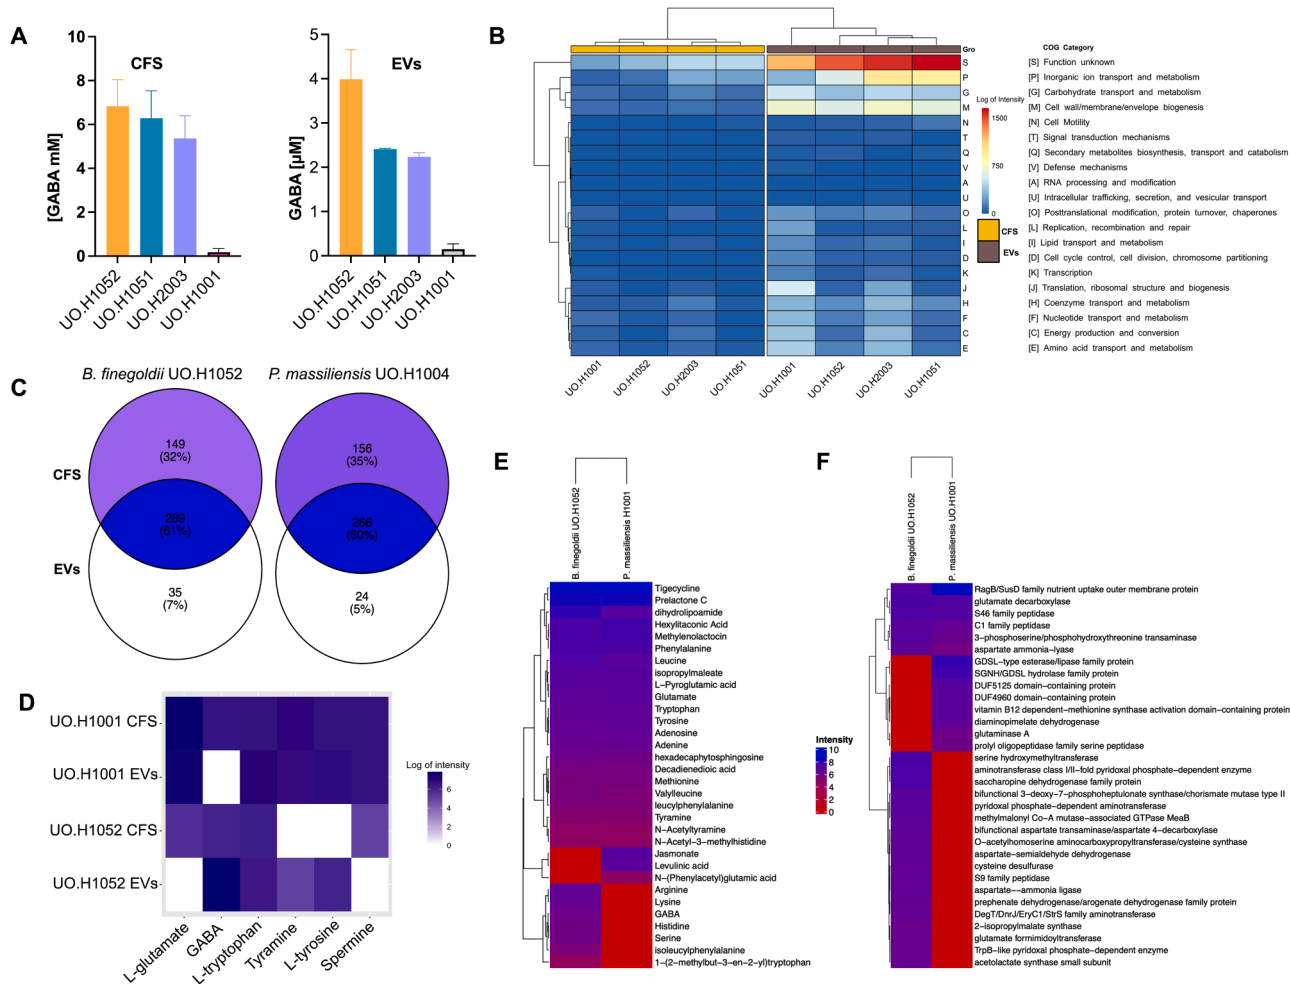 A
CFS
[GABA mM]
10
8
6
4
2
0
UO.H1052
UO.H1051
UO.H2003
UO.H1001
EVs
GABA [µM]
5
4
3
2
1
0
UO.H1052
UO.H1051
UO.H2003
UO.H1001
B
Gro
S
P
G
M
N
T
Q
V
A
U
O
L
I
D
K
J
H
F
C
E
UO.H1001
UO.H1052
UO.H2003
UO.H1051
UO.H1001
UO.H1052
UO.H2003
UO.H1051
Log of Intensity
1500
750
0
CFS
EVs
COG Category
[S] Function unknown
[P] Inorganic ion transport and metabolism
[G] Carbohydrate transport and metabolism
[M] Cell wall/membrane/envelope biogenesis
[N] Cell Motility
[T] Signal transduction mechanisms
[Q] Secondary metabolites biosynthesis, transport and catabolism
[V] Defense mechanisms
[A] RNA processing and modification
[U] Intracellular trafficking, secretion, and vesicular transport
[O] Posttranslational modification, protein turnover, chaperones
[L] Replication, recombination and repair
[I] Lipid transport and metabolism
[D] Cell cycle control, cell division, chromosome partitioning
[K] Transcription
[J] Translation, ribosomal structure and biogenesis
[H] Coenzyme transport and metabolism
[F] Nucleotide transport and metabolism
[C] Energy production and conversion
[E] Amino acid transport and metabolism
C
B. finegoldii UO.H1052
P. massiliensis UO.H1004
CFS
EVs
149
(32%)
289
(61%)
35
(7%)
156
(35%)
266
(60%)
24
(5%)
D
UO.H1001 CFS
UO.H1001 EVs
UO.H1052 CFS
UO.H1052 EVs
L-glutamate
GABA
L-tryptophan
Tyramine
L-tyrosine
Spermine
Log of intensity
6
4
2
0
E
B. finegoldii UO.H1052
P. massiliensis H1001
Tigecycline
Prelactone C
dihydrolipoamide
Hexylitaconic Acid
Methylenolactocin
Phenylalanine
Leucine
isopropylmaleate
L−Pyroglutamic acid
Glutamate
Tryptophan
Tyrosine
Adenosine
Adenine
hexadecaphytosphingosine
Decadienedioic acid
Methionine
Valylleucine
leucylphenylalanine
Tyramine
N−Acetyltyramine
N−Acetyl−3−methylhistidine
Jasmonate
Levulinic acid
N−(Phenylacetyl)glutamic acid
Arginine
Lysine
GABA
Histidine
Serine
isoleucylphenylalanine
1−(2−methylbut−3−en−2−yl)tryptophan
Intensity
10
8
6
4
2
0
F
B. finegoldii UO.H1052
P. massiliensis UO.H1001
RagB/SusD family nutrient uptake outer membrane protein
glutamate decarboxylase
S46 family peptidase
C1 family peptidase
3−phosphoserine/phosphohydroxythreonine transaminase
aspartate ammonia−lyase
GDSL−type esterase/lipase family protein
SGNH/GDSL hydrolase family protein
DUF5125 domain−containing protein
DUF4960 domain−containing protein
vitamin B12 dependent−methionine synthase activation domain−containing protein
diaminopimelate dehydrogenase
glutaminase A
prolyl oligopeptidase family serine peptidase
serine hydroxymethyltransferase
aminotransferase class I/II−fold pyridoxal phosphate−dependent enzyme
saccharopine dehydrogenase family protein
bifunctional 3−deoxy−7−phosphoheptulonate synthase/chorismate mutase type II
pyridoxal phosphate−dependent aminotransferase
methylmalonyl Co−A mutase−associated GTPase MeaB
bifunctional aspartate transaminase/aspartate 4−decarboxylase
O−acetylhomoserine aminocarboxypropyltransferase/cysteine synthase
aspartate−semialdehyde dehydrogenase
cysteine desulfurase
S9 family peptidase
aspartate−−ammonia ligase
prephenate dehydrogenase/arogenate dehydrogenase family protein
DegT/DnrJ/EryC1/StrS family aminotransferase
2−isopropylmalate synthase
glutamate formimidoyltransferase
TrpB−like pyridoxal phosphate−dependent enzyme
acetolactate synthase small subunit